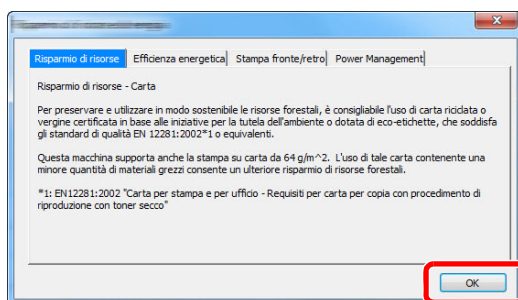 Risparmio di risorse Efficienza energetica Stampa fronte/retro Power Management
Risparmio di risorse - Carta
Per preservare e utilizzare in modo sostenibile le risorse forestali, è consigliabile l'uso di carta riciclata o
vergine certificata in base alle iniziative per la tutela dell'ambiente o dotata di eco-etichette, che soddisfa
gli standard di qualità EN 12281:2002*1 o equivalenti.
Questa macchina supporta anche la stampa su carta da 64 g/m^2. L'uso di tale carta contenente una
minore quantità di materiali grezzi consente un ulteriore risparmio di risorse forestali.
*1: EN12281:2002 "Carta per stampa e per ufficio - Requisiti per carta per copia con procedimento di
riproduzione con toner secco"
OK